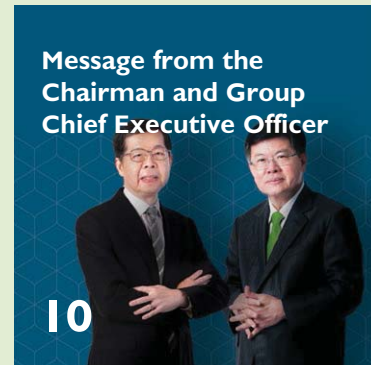 Message from the
Chairman and Group
Chief Executive Officer
10